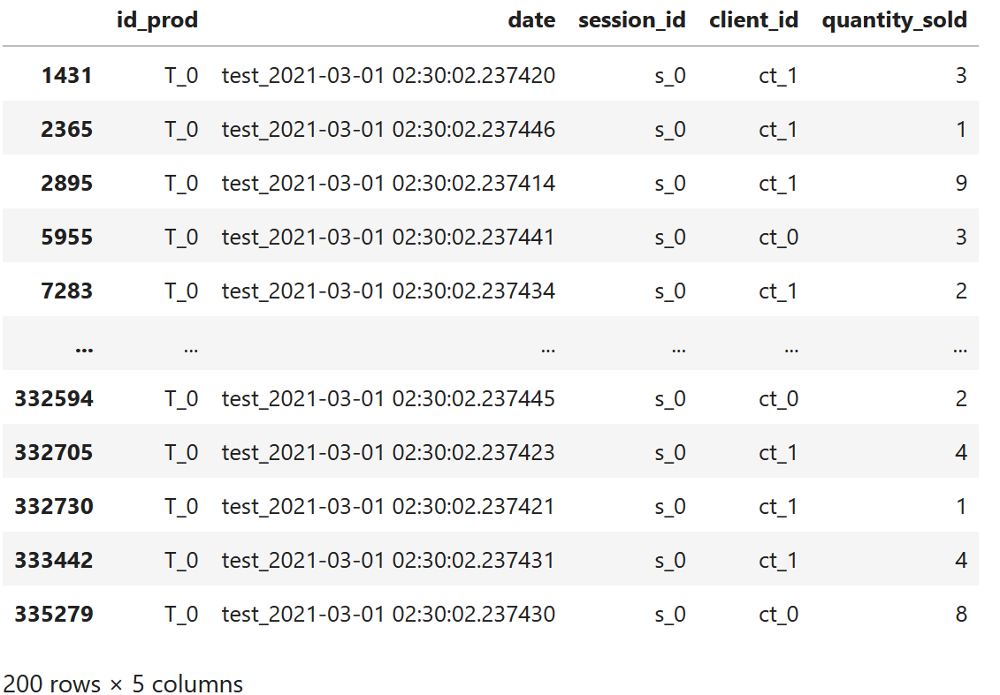 id_prod date session_id client_id quantity_sold
1431 T_0 test_2021-03-01 02:30:02.237420 s_0 ct_1 3
2365 T_0 test_2021-03-01 02:30:02.237446 s_0 ct_1 1
2895 T_0 test_2021-03-01 02:30:02.237414 s_0 ct_1 9
5955 T_0 test_2021-03-01 02:30:02.237441 s_0 ct_0 3
7283 T_0 test_2021-03-01 02:30:02.237434 s_0 ct_1 2
... ... ... ... ... ...
332594 T_0 test_2021-03-01 02:30:02.237445 s_0 ct_0 2
332705 T_0 test_2021-03-01 02:30:02.237423 s_0 ct_1 4
332730 T_0 test_2021-03-01 02:30:02.237421 s_0 ct_1 1
333442 T_0 test_2021-03-01 02:30:02.237431 s_0 ct_1 4
335279 T_0 test_2021-03-01 02:30:02.237430 s_0 ct_0 8
200 rows × 5 columns